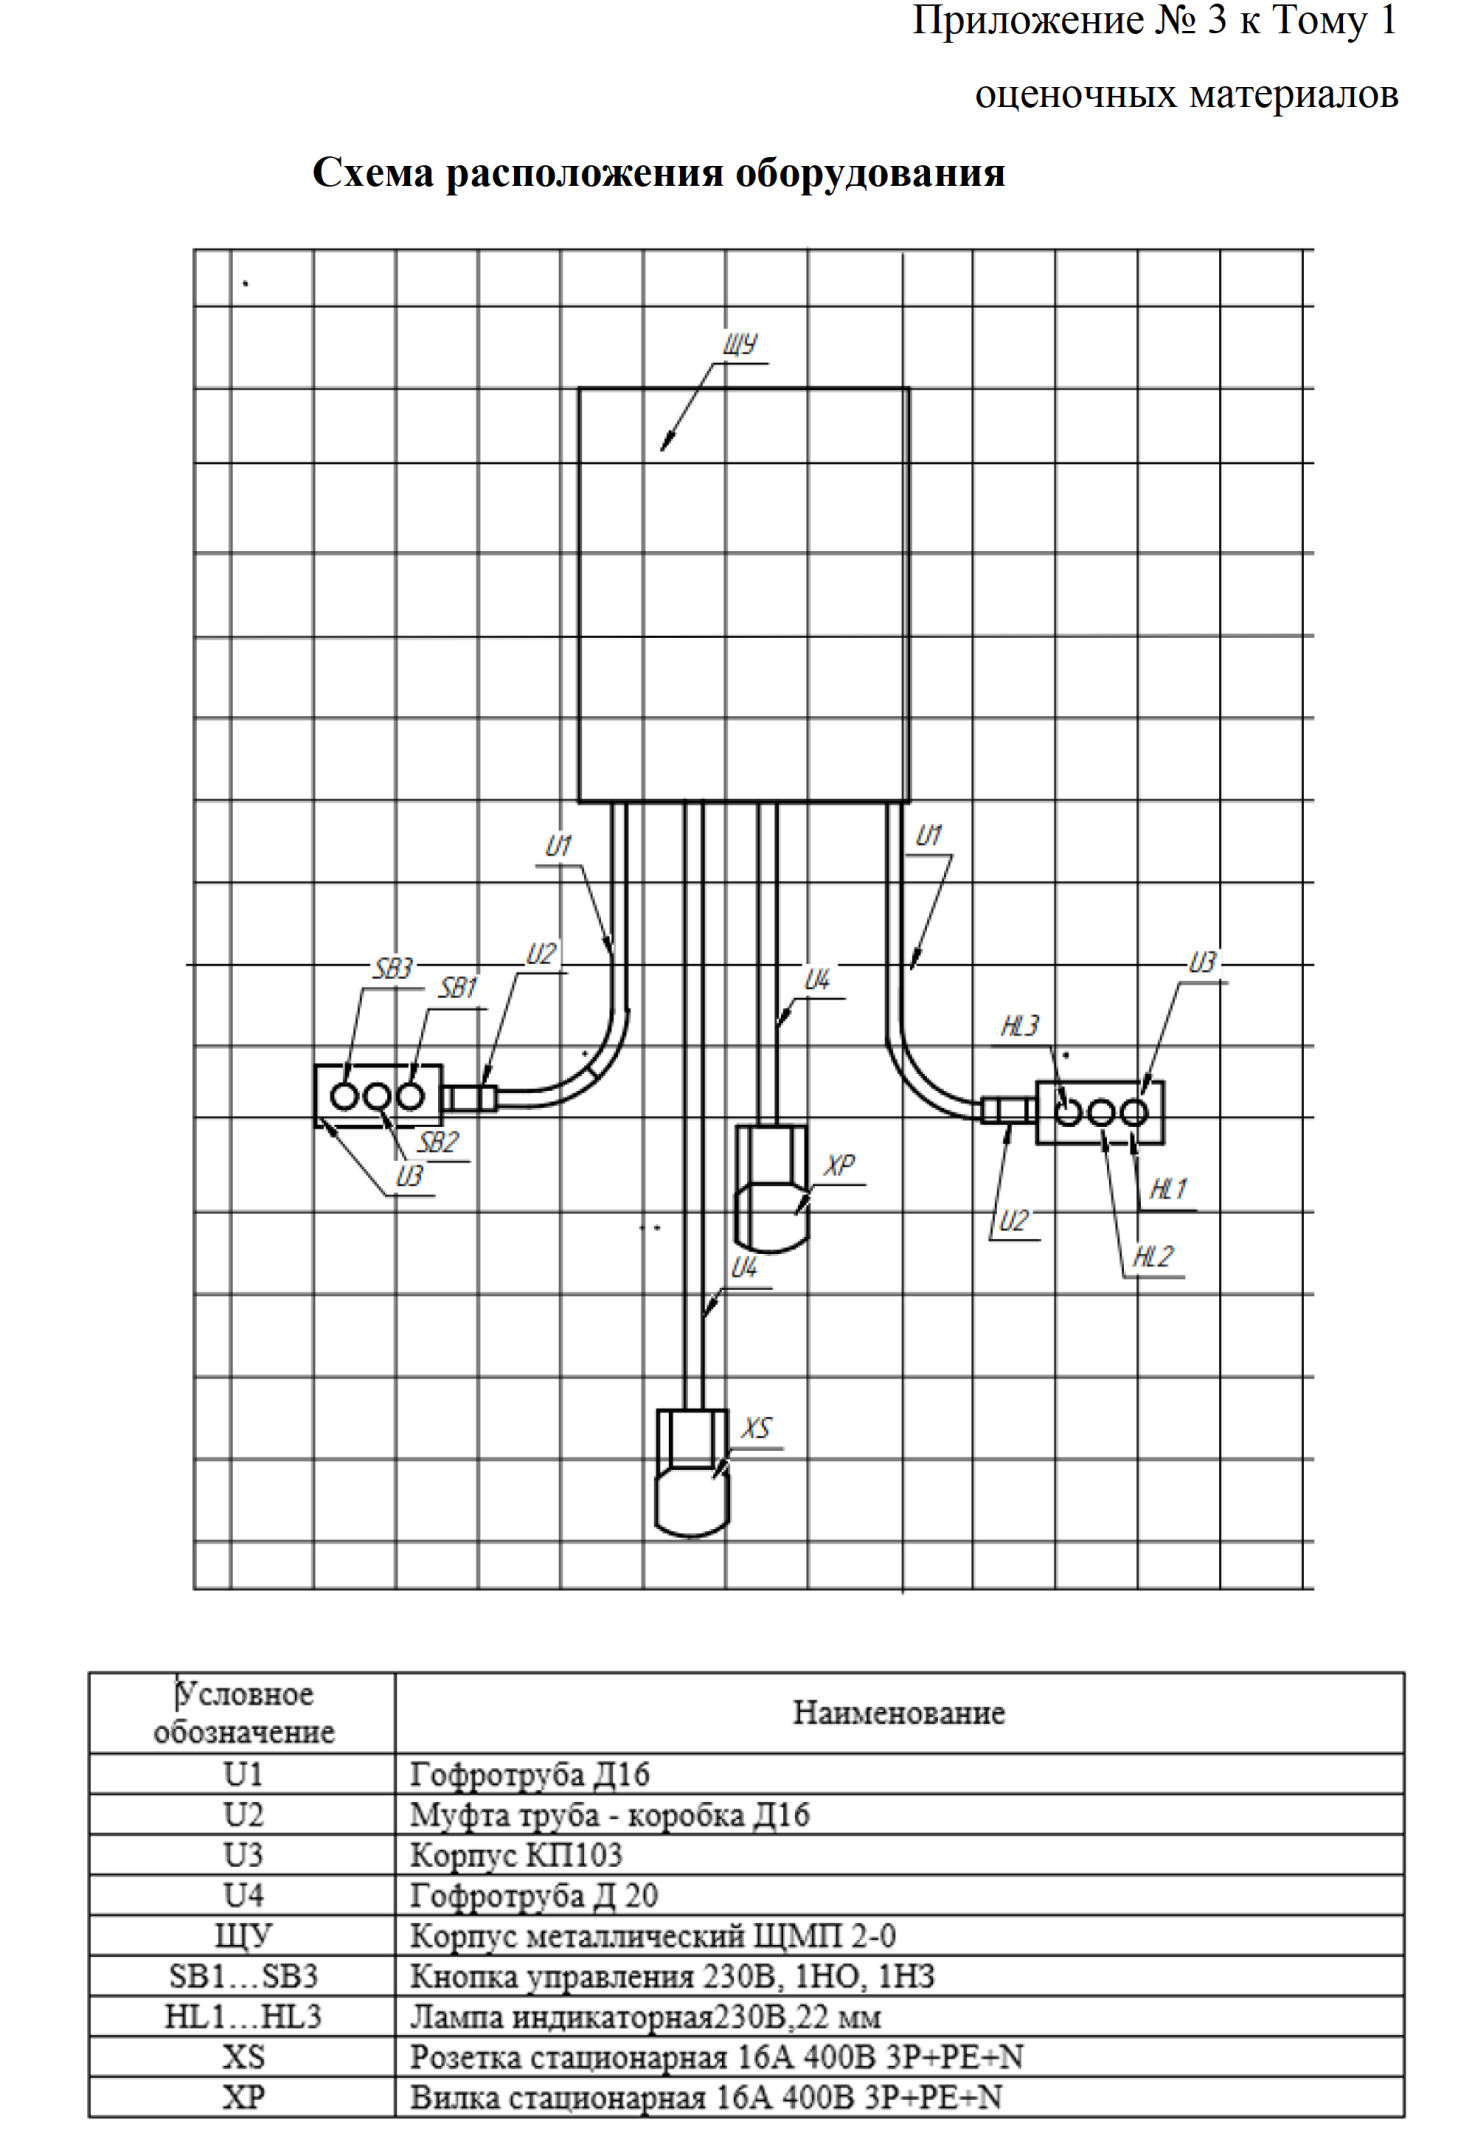 Приложение № 3 к Тому 1
оценочных материалов
Схема расположения оборудования
ЩУ
U1
U1
U2
SB3
SB1
U4
U3
HL3
SB2
U3
XP
HL1
U2
HL2
U4
XS
Условное обозначение
Наименование
U1 Гофротруба Д16
U2 Муфта труба - коробка Д16
U3 Корпус КП103
U4 Гофротруба Д 20
ЩУ Корпус металлический ЩМП 2-0
SB1...SB3 Кнопка управления 230В, 1НО, 1НЗ
HL1...HL3 Лампа индикаторная230В,22 мм
XS Розетка стационарная 16А 400В 3P+PE+N
XP Вилка стационарная 16А 400В 3P+PE+N